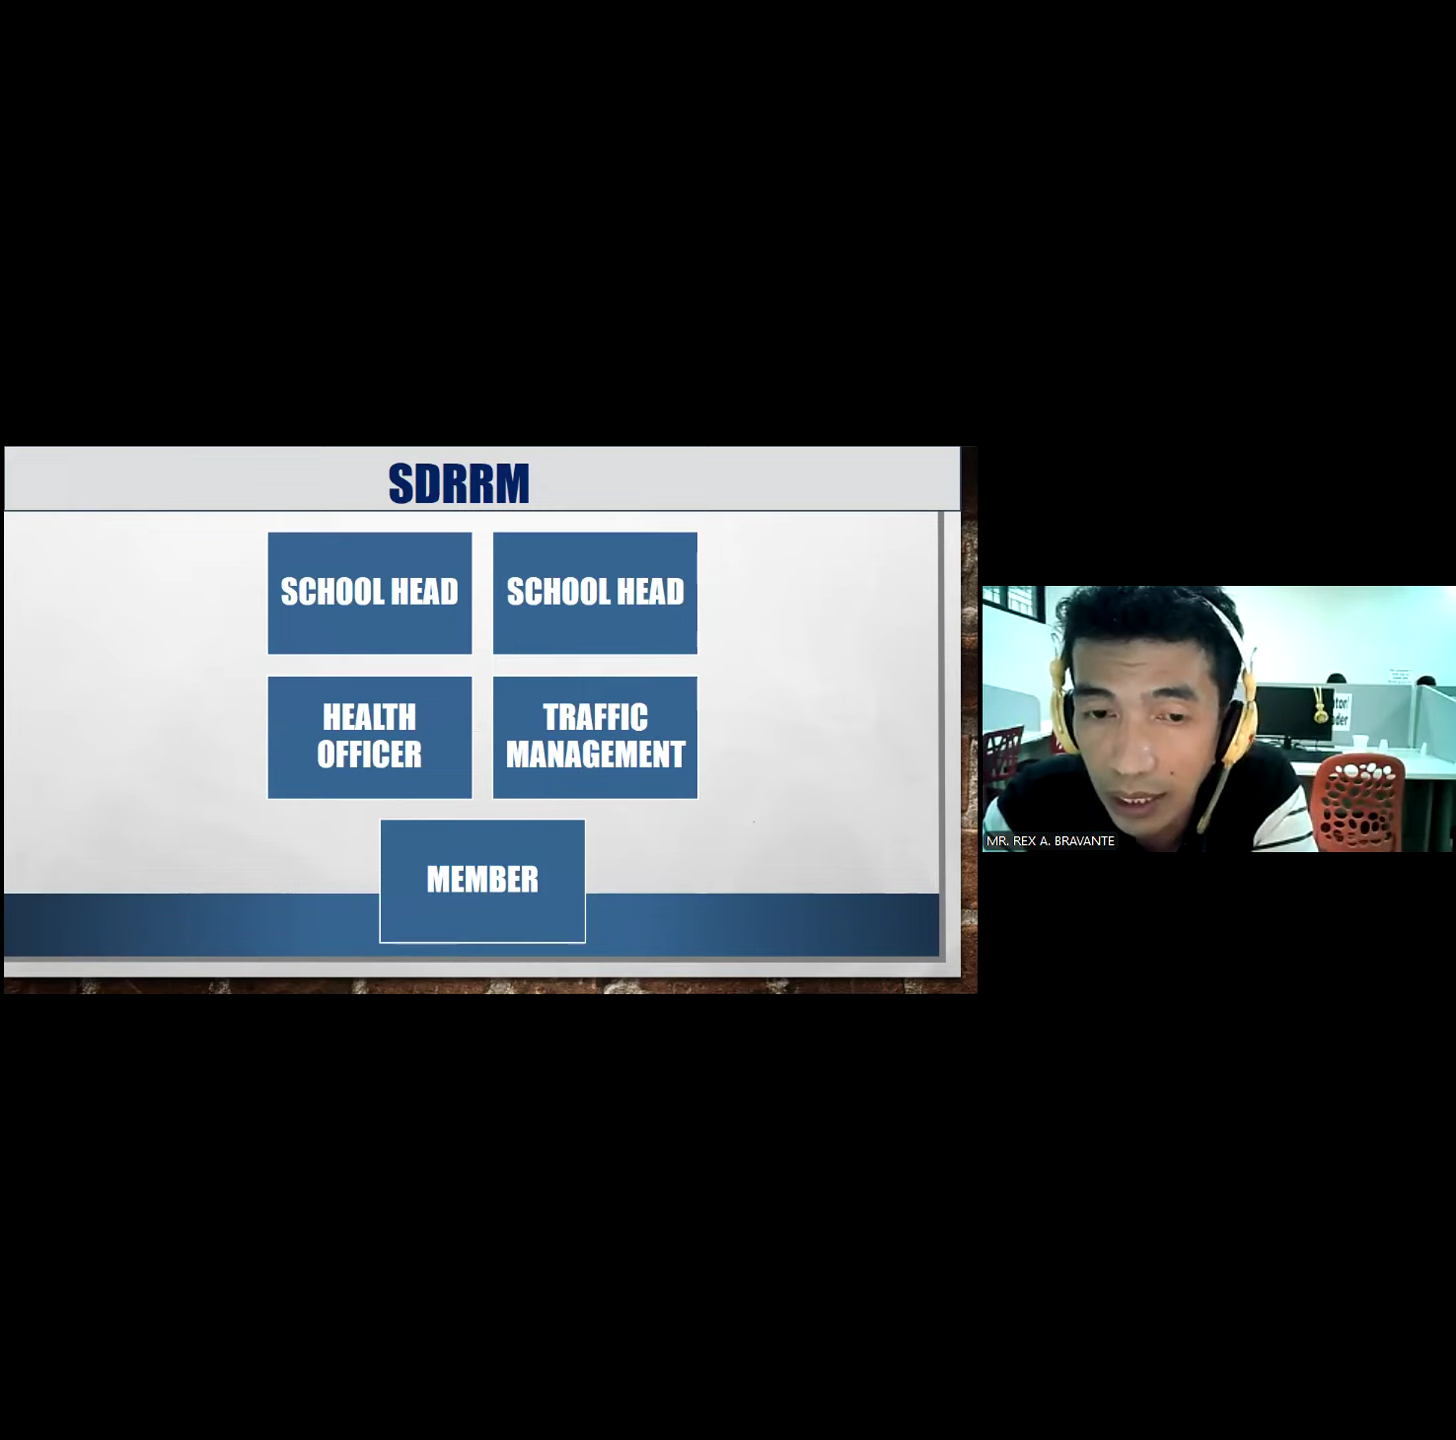 SDRRM
SCHOOL HEAD
SCHOOL HEAD
HEALTH
OFFICER
TRAFFIC
MANAGEMENT
MEMBER
MR. REX A. BRAVANTE